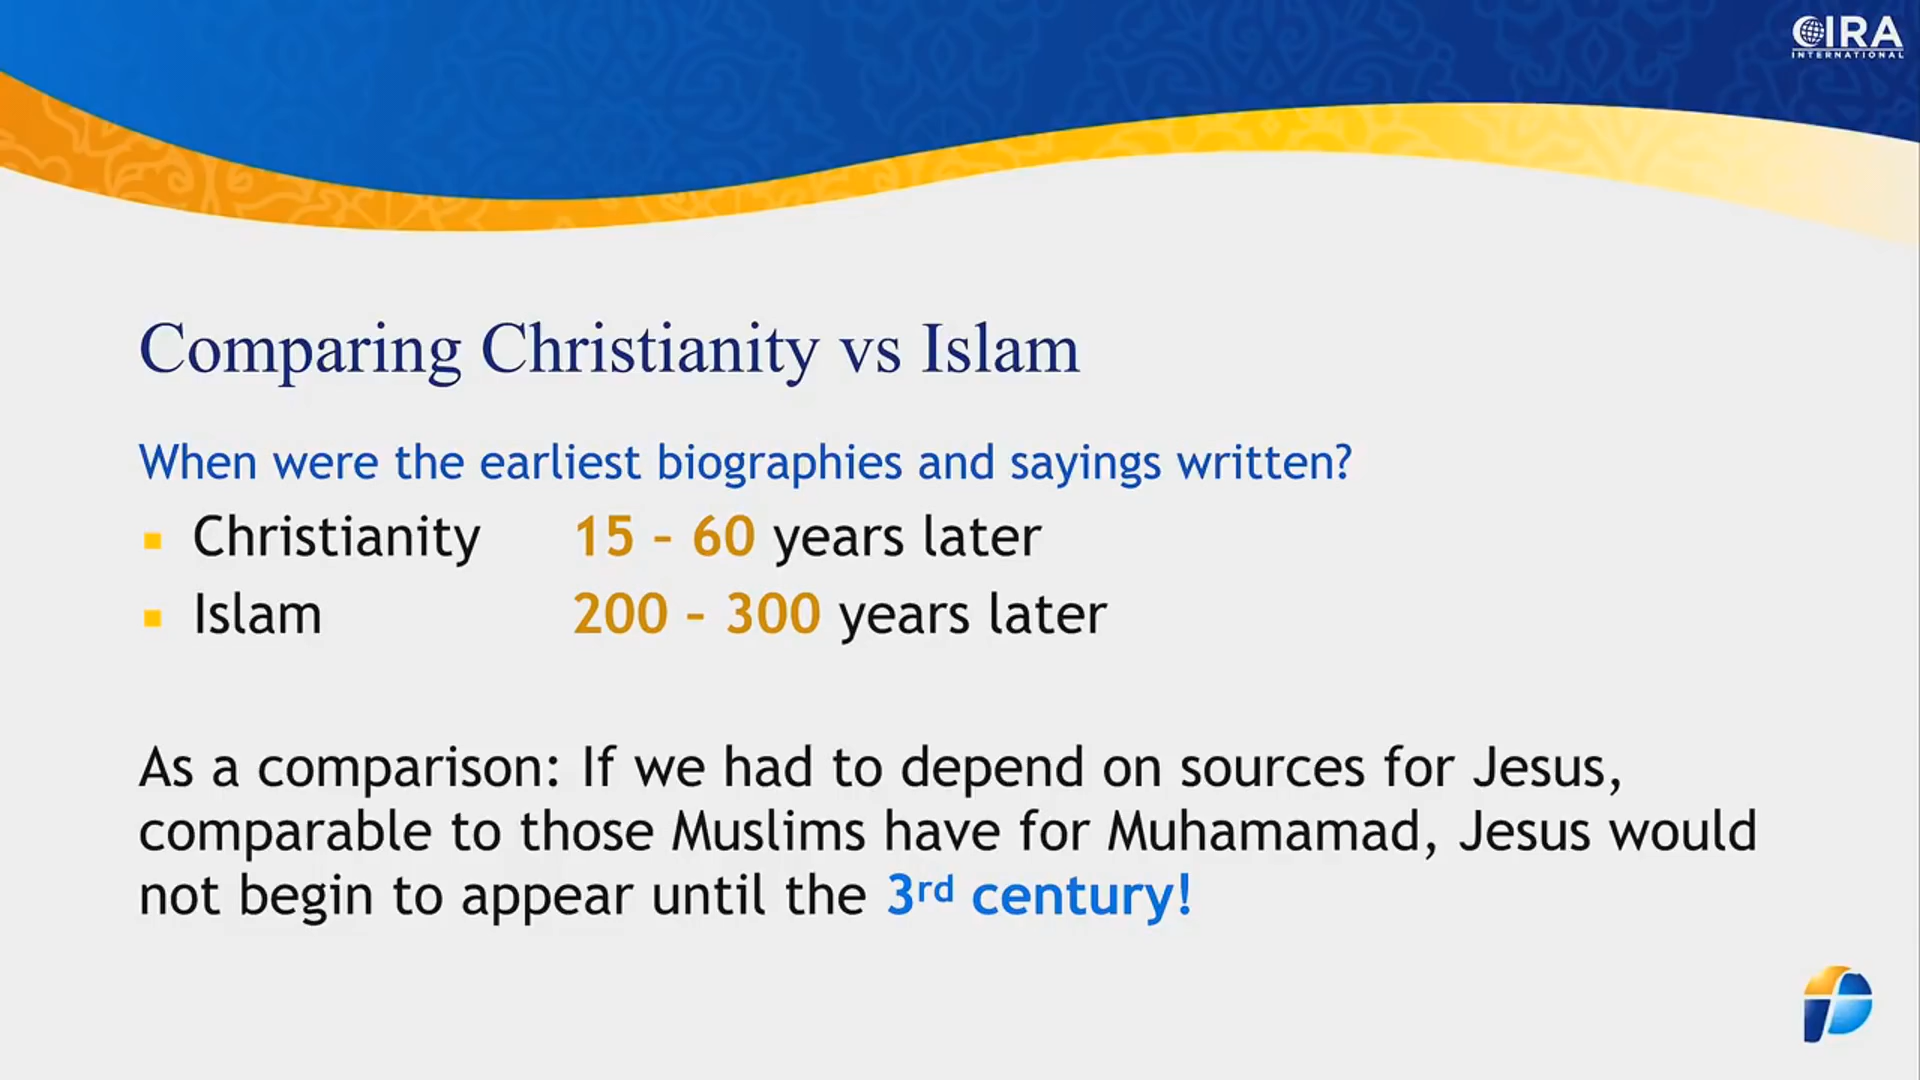 CIRA
INTERNATIONAL
Comparing Christianity vs Islam
When were the earliest biographies and sayings written?
Christianity 15 – 60 years later
Islam 200 – 300 years later
As a comparison: If we had to depend on sources for Jesus,
comparable to those Muslims have for Muhamamad, Jesus would
not begin to appear until the 3rd century!